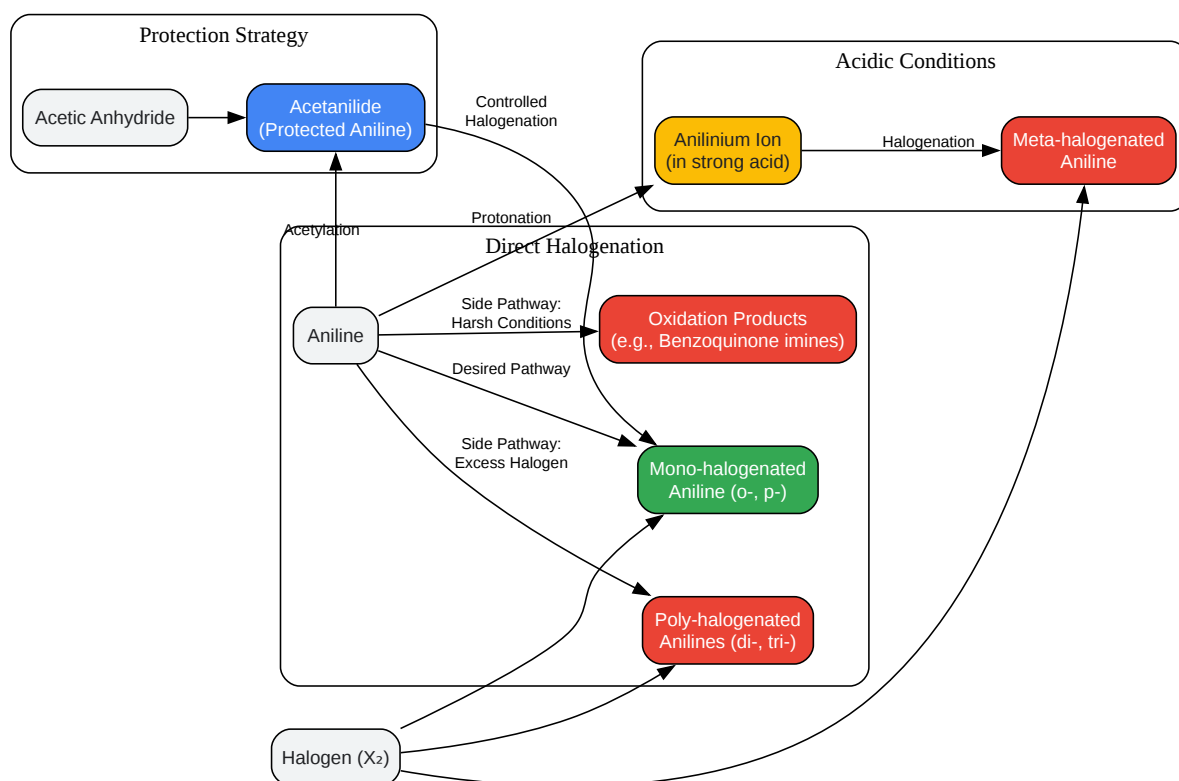 Protection Strategy
Acetic Anhydride
Acetanilide
(Protected Aniline)
Controlled
Halogenation
Acidic Conditions
Anilinium Ion
(in strong acid)
Halogenation
Meta-halogenated
Aniline
Acetylation
Protonation
Direct Halogenation
Aniline
Side Pathway:
Harsh Conditions
Oxidation Products
(e.g., Benzoquinone imines)
Desired Pathway
Side Pathway:
Excess Halogen
Mono-halogenated
Aniline (o-, p-)
Poly-halogenated
Anilines (di-, tri-)
Halogen (X₂)